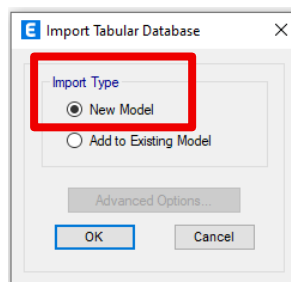 E Import Tabular Database
Import Type
New Model
Add to Existing Model
Advanced Options...
OK
Cancel